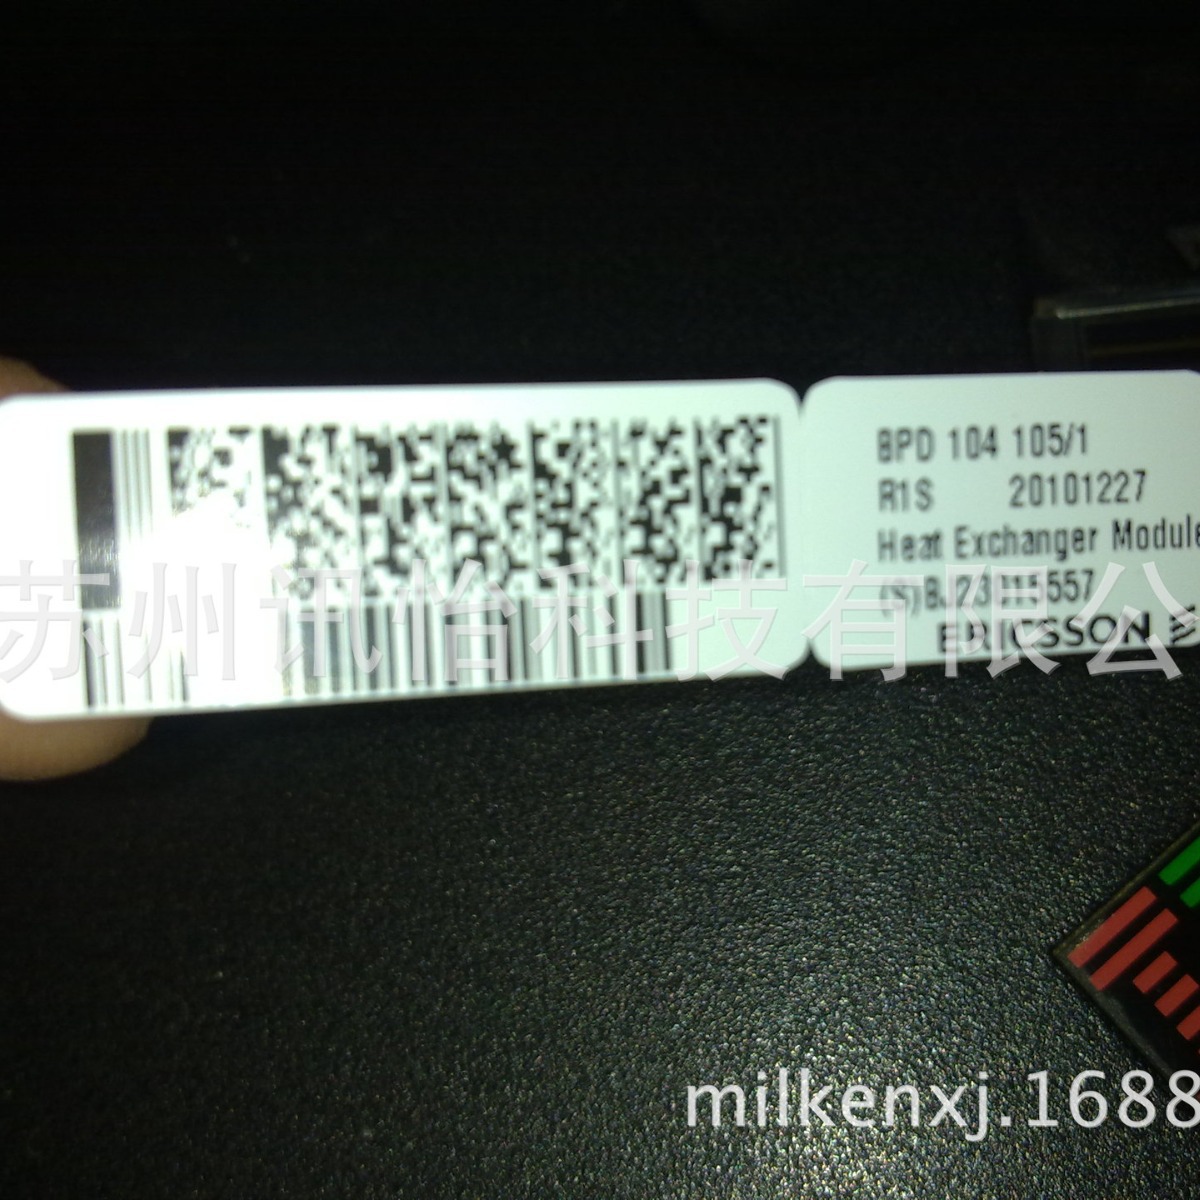 BPD 104 105/1
R1S 20101227
Heat Exchanger Module
(S)BJ23015557
ERICSSON
苏州讯怡科技有限公
milkenxj.1688